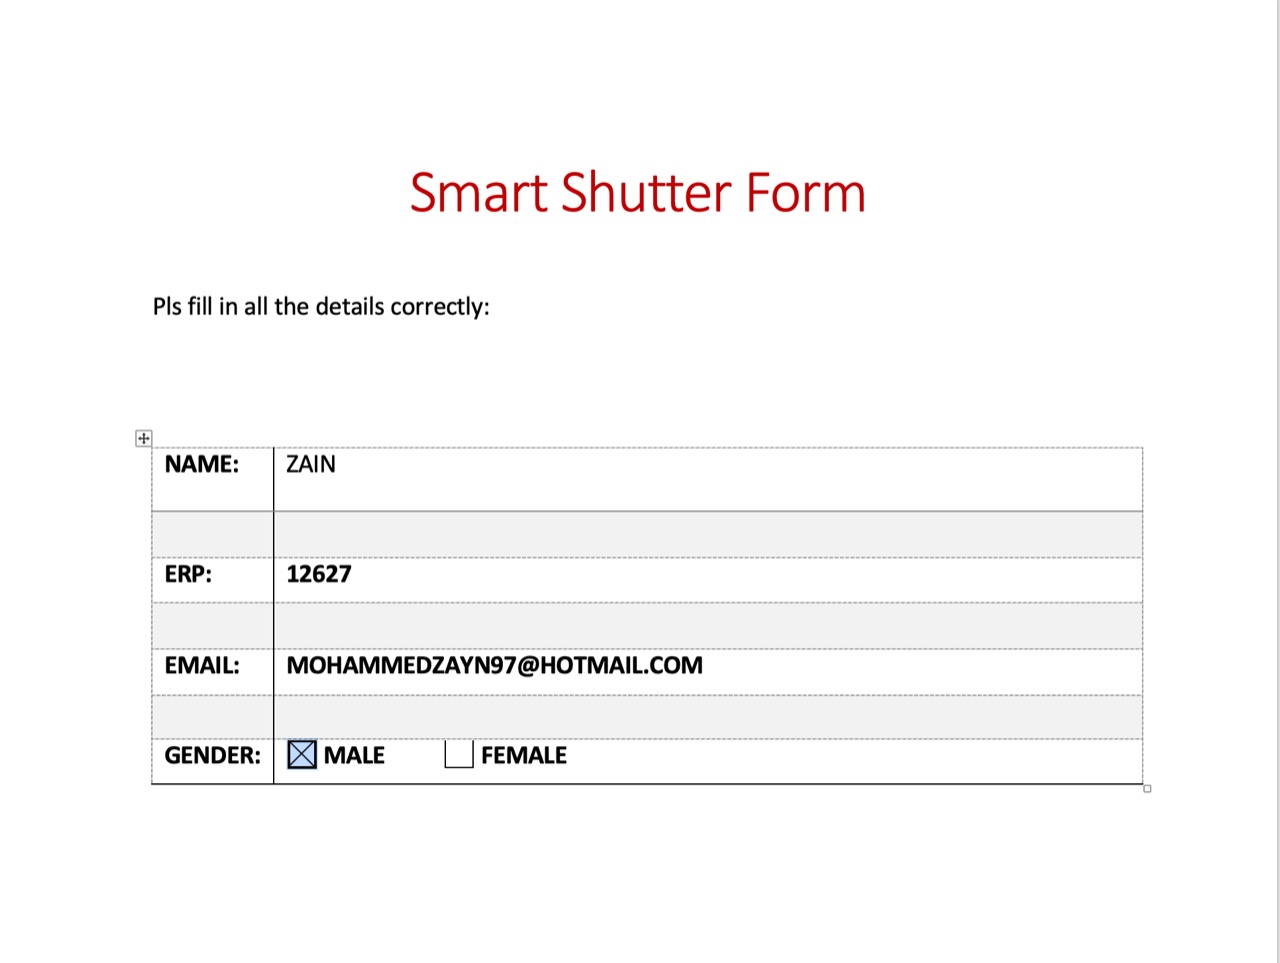 Smart Shutter Form
Pls fill in all the details correctly:
NAME: ZAIN
ERP: 12627
EMAIL: MOHAMMEDZAYN97@HOTMAIL.COM
GENDER: ☒ MALE ☐ FEMALE